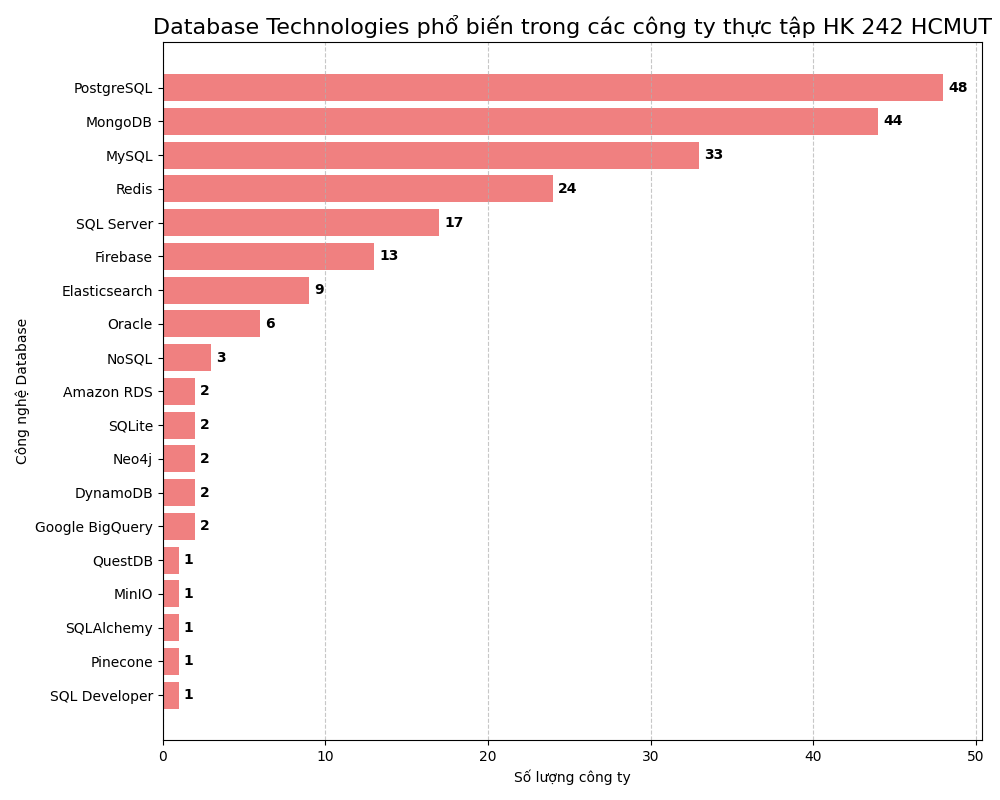 Database Technologies phổ biến trong các công ty thực tập HK 242 HCMUT
PostgreSQL 48
MongoDB 44
MySQL 33
Redis 24
SQL Server 17
Firebase 13
Elasticsearch 9
Oracle 6
NoSQL 3
Amazon RDS 2
SQLite 2
Neo4j 2
DynamoDB 2
Google BigQuery 2
QuestDB 1
MinIO 1
SQLAlchemy 1
Pinecone 1
SQL Developer 1
Công nghệ Database
0 10 20 30 40 50
Số lượng công ty